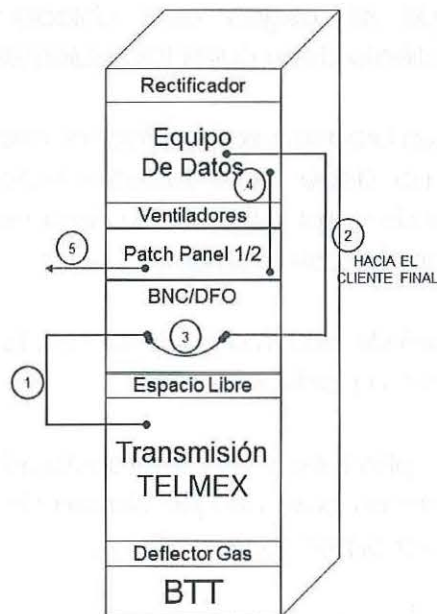 Rectificador
Equipo
De Datos
4
Ventiladores
5
Patch Panel 1/2
2
HACIA EL
CLIENTE FINAL
BNC/DFO
3
1
Espacio Libre
Transmisión
TELMEX
Deflector Gas
BTT